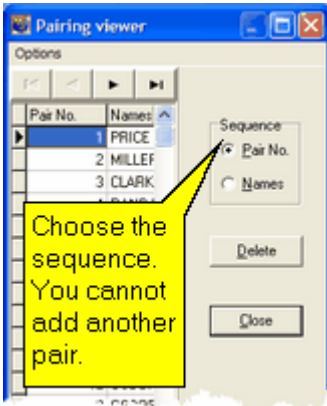 Pairing viewer
Options
Pair No. Names
1 PRICE
2 MILLER
3 CLARK
Sequence
Pair No.
Names
Delete
Close
Choose the
sequence.
You cannot
add another
pair.